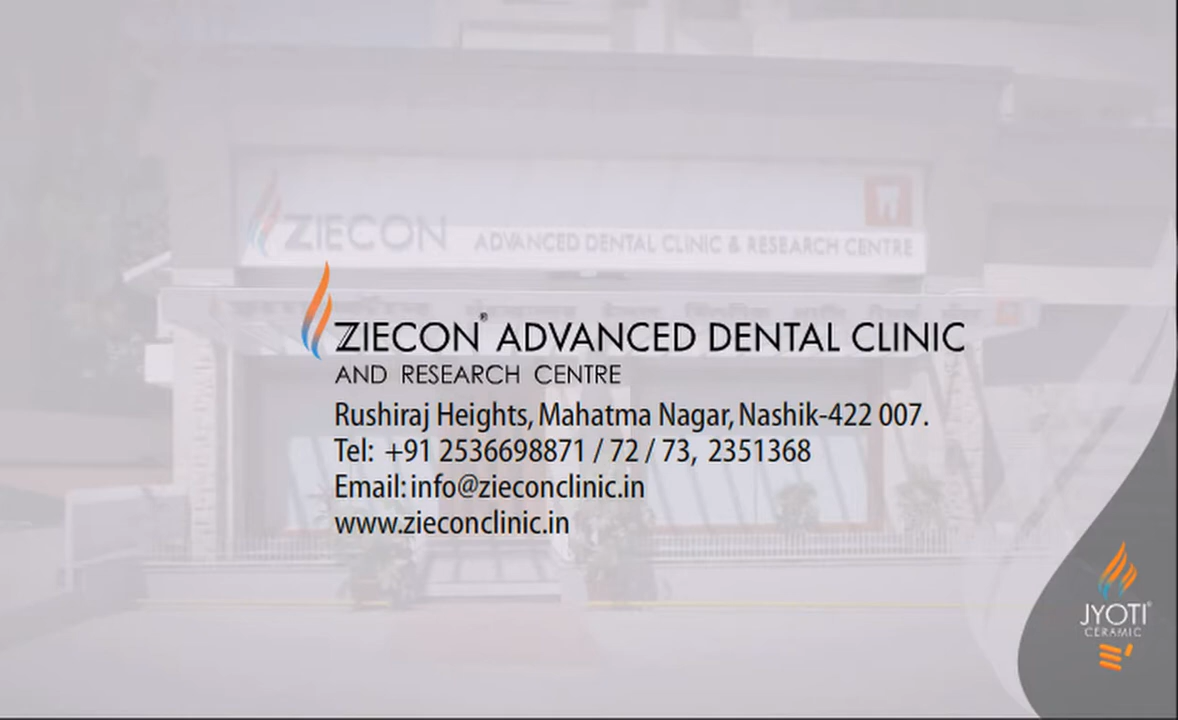 ZIECON
ADVANCED DENTAL CLINIC & RESEARCH CENTRE
ZIECON® ADVANCED DENTAL CLINIC
AND RESEARCH CENTRE
Rushiraj Heights, Mahatma Nagar, Nashik-422 007.
Tel: +91 2536698871 / 72 / 73, 2351368
Email: info@zieconclinic.in
www.zieconclinic.in
JYOTI®
CERAMIC